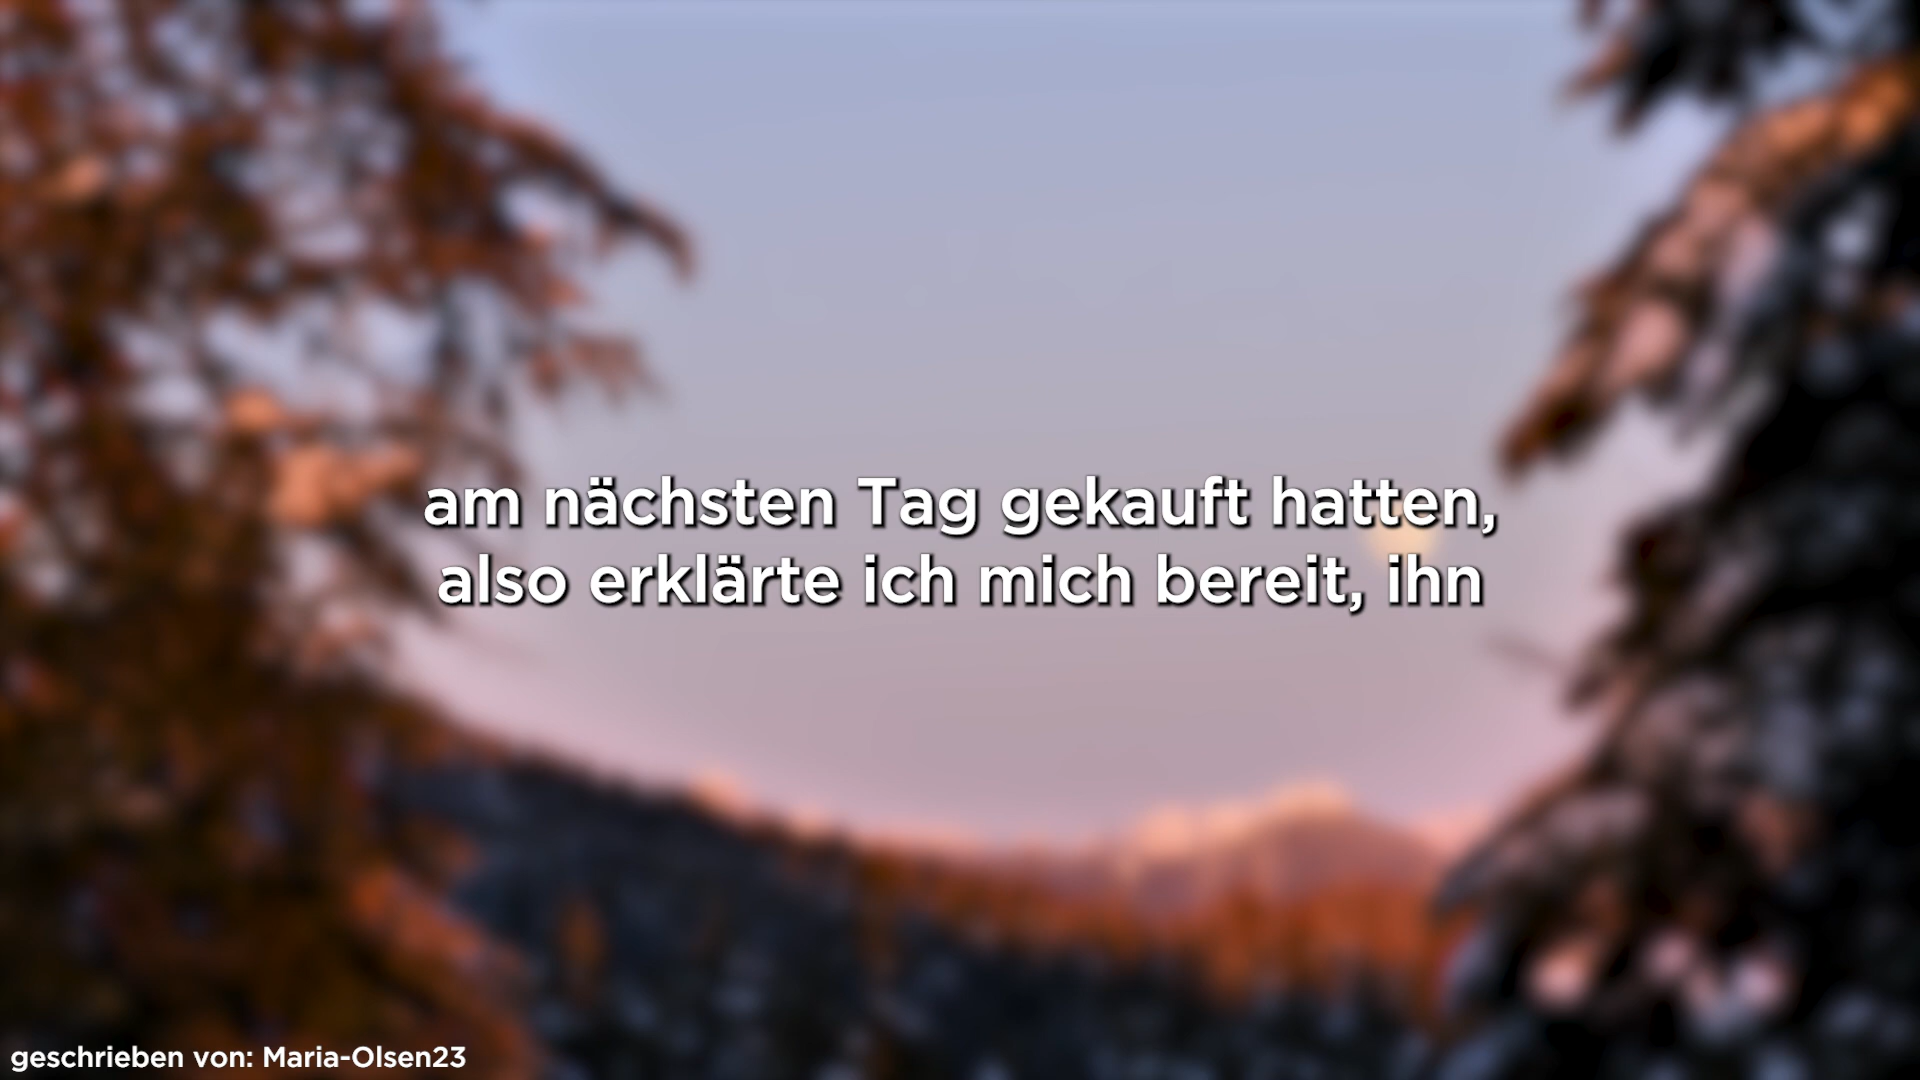 am nächsten Tag gekauft hatten,
also erklärte ich mich bereit, ihn
geschrieben von: Maria-Olsen23